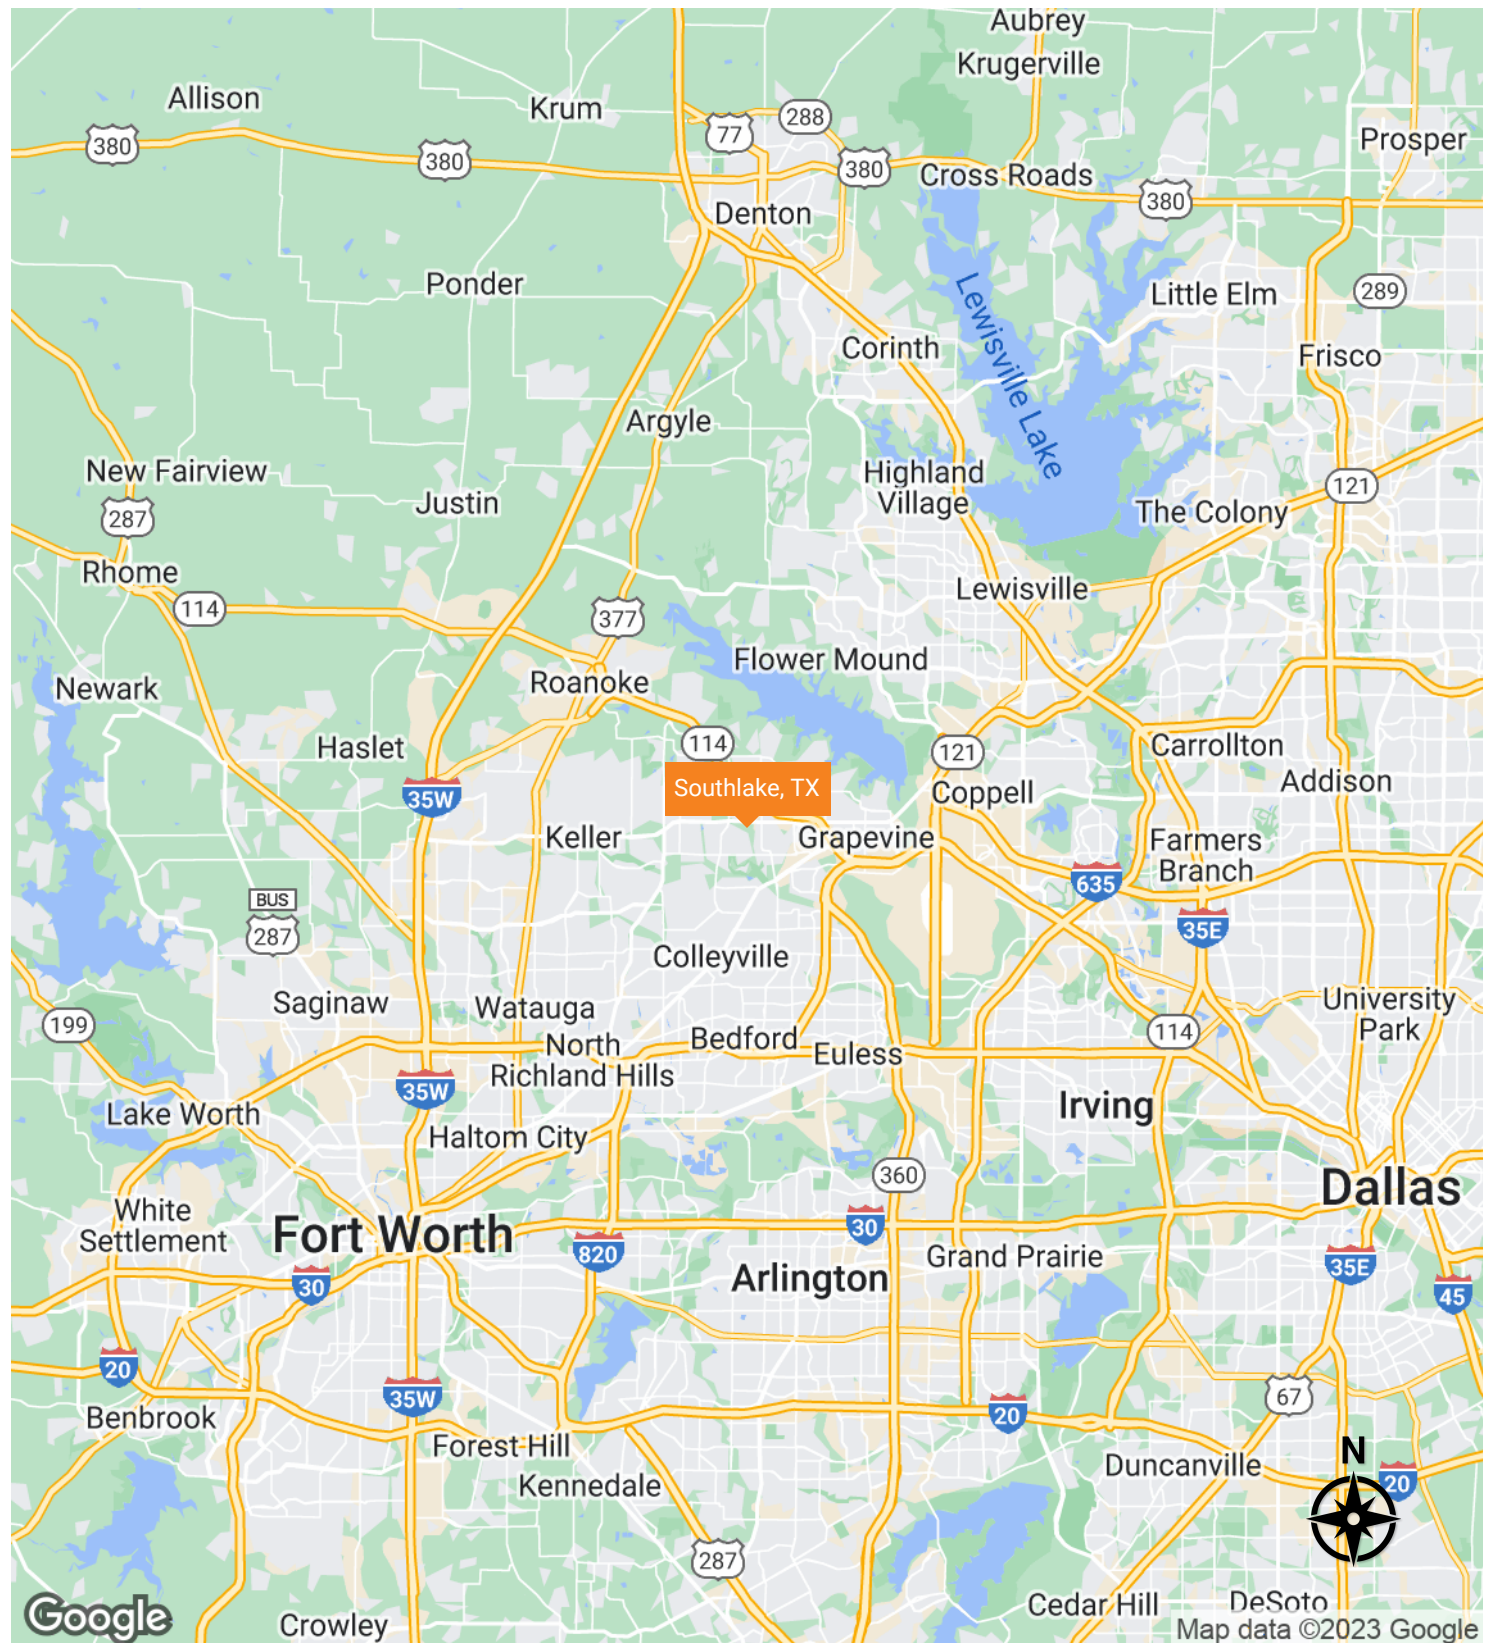 Aubrey
Krugerville
Allison
Krum
288
77
Prosper
380
380
380
Cross Roads
380
Denton
Ponder
Lewisville Lake
Little Elm
289
Corinth
Frisco
Argyle
New Fairview
Highland
Village
121
Justin
287
The Colony
Rhome
Lewisville
114
377
Flower Mound
Roanoke
Newark
114
Haslet
121
Carrollton
Addison
Southlake, TX
35W
Coppell
Keller
Grapevine
Farmers
Branch
635
BUS
287
35E
Colleyville
Saginaw
Watauga
University
Park
199
114
North
Richland Hills
Bedford
Euless
35W
Irving
Lake Worth
Haltom City
360
Dallas
White
Settlement
Fort Worth
30
820
Grand Prairie
35E
Arlington
30
45
20
35W
67
20
Benbrook
Forest Hill
Duncanville
N
20
Kennedale
287
Cedar Hill
DeSoto
Google
Crowley
Map data ©2023 Google